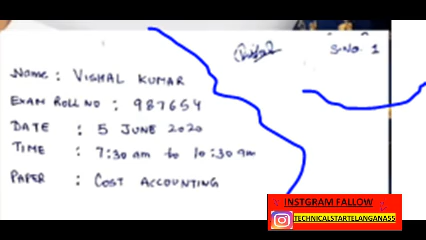 S.No. 1
Name : VISHAL KUMAR
EXAM ROLL NO : 987654
DATE : 5 JUNE 2020
TIME : 7:30 am to 10:30 am
PAPER : COST ACCOUNTING
INSTGRAM FALLOW
TECHNICALSTARTELANGANA55